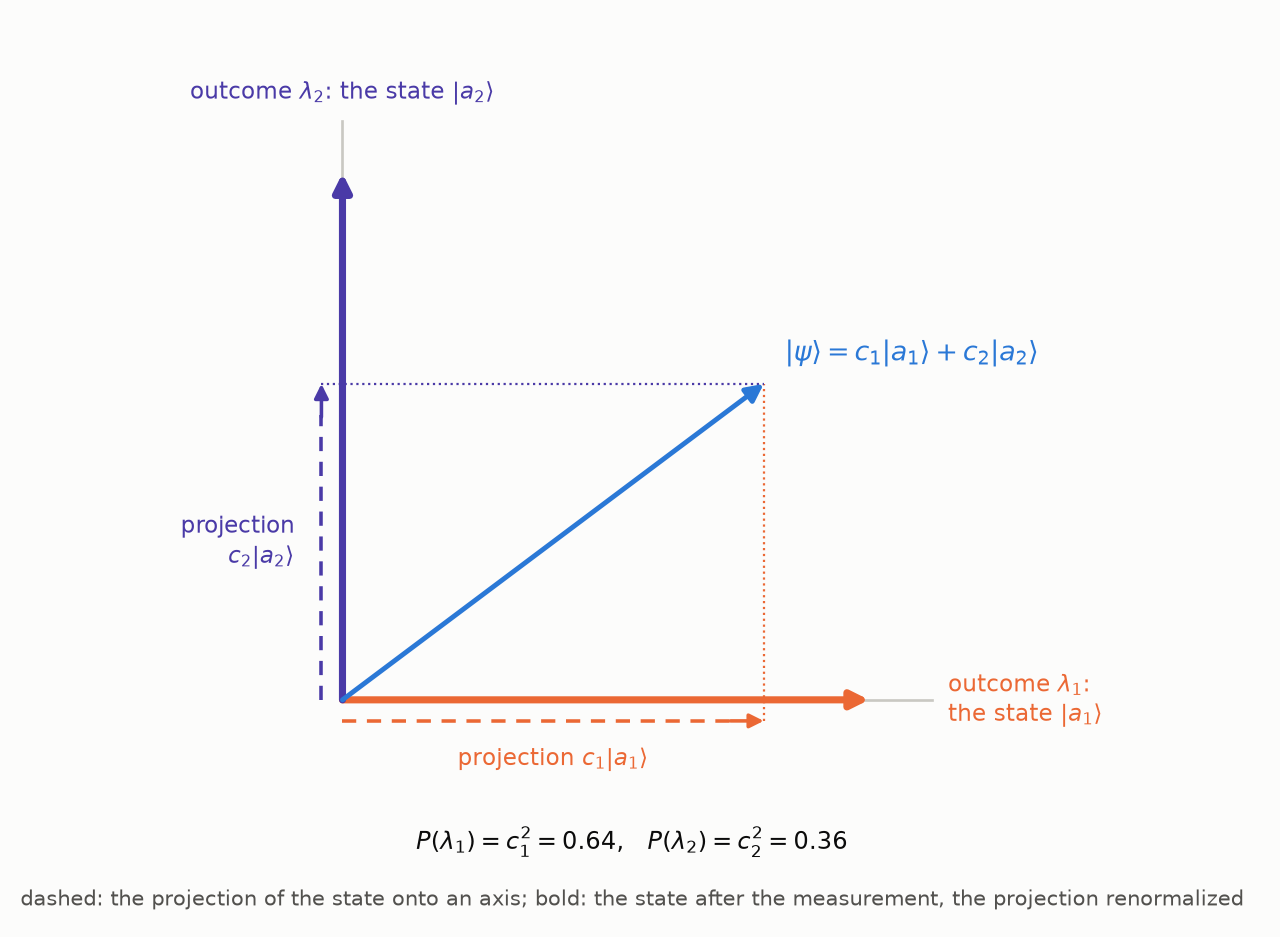 outcome λ₂: the state |a₂⟩
|ψ⟩ = c₁|a₁⟩ + c₂|a₂⟩
projection
c₂|a₂⟩
outcome λ₁:
the state |a₁⟩
projection c₁|a₁⟩
P(λ₁) = c₁² = 0.64,   P(λ₂) = c₂² = 0.36
dashed: the projection of the state onto an axis; bold: the state after the measurement, the projection renormalized